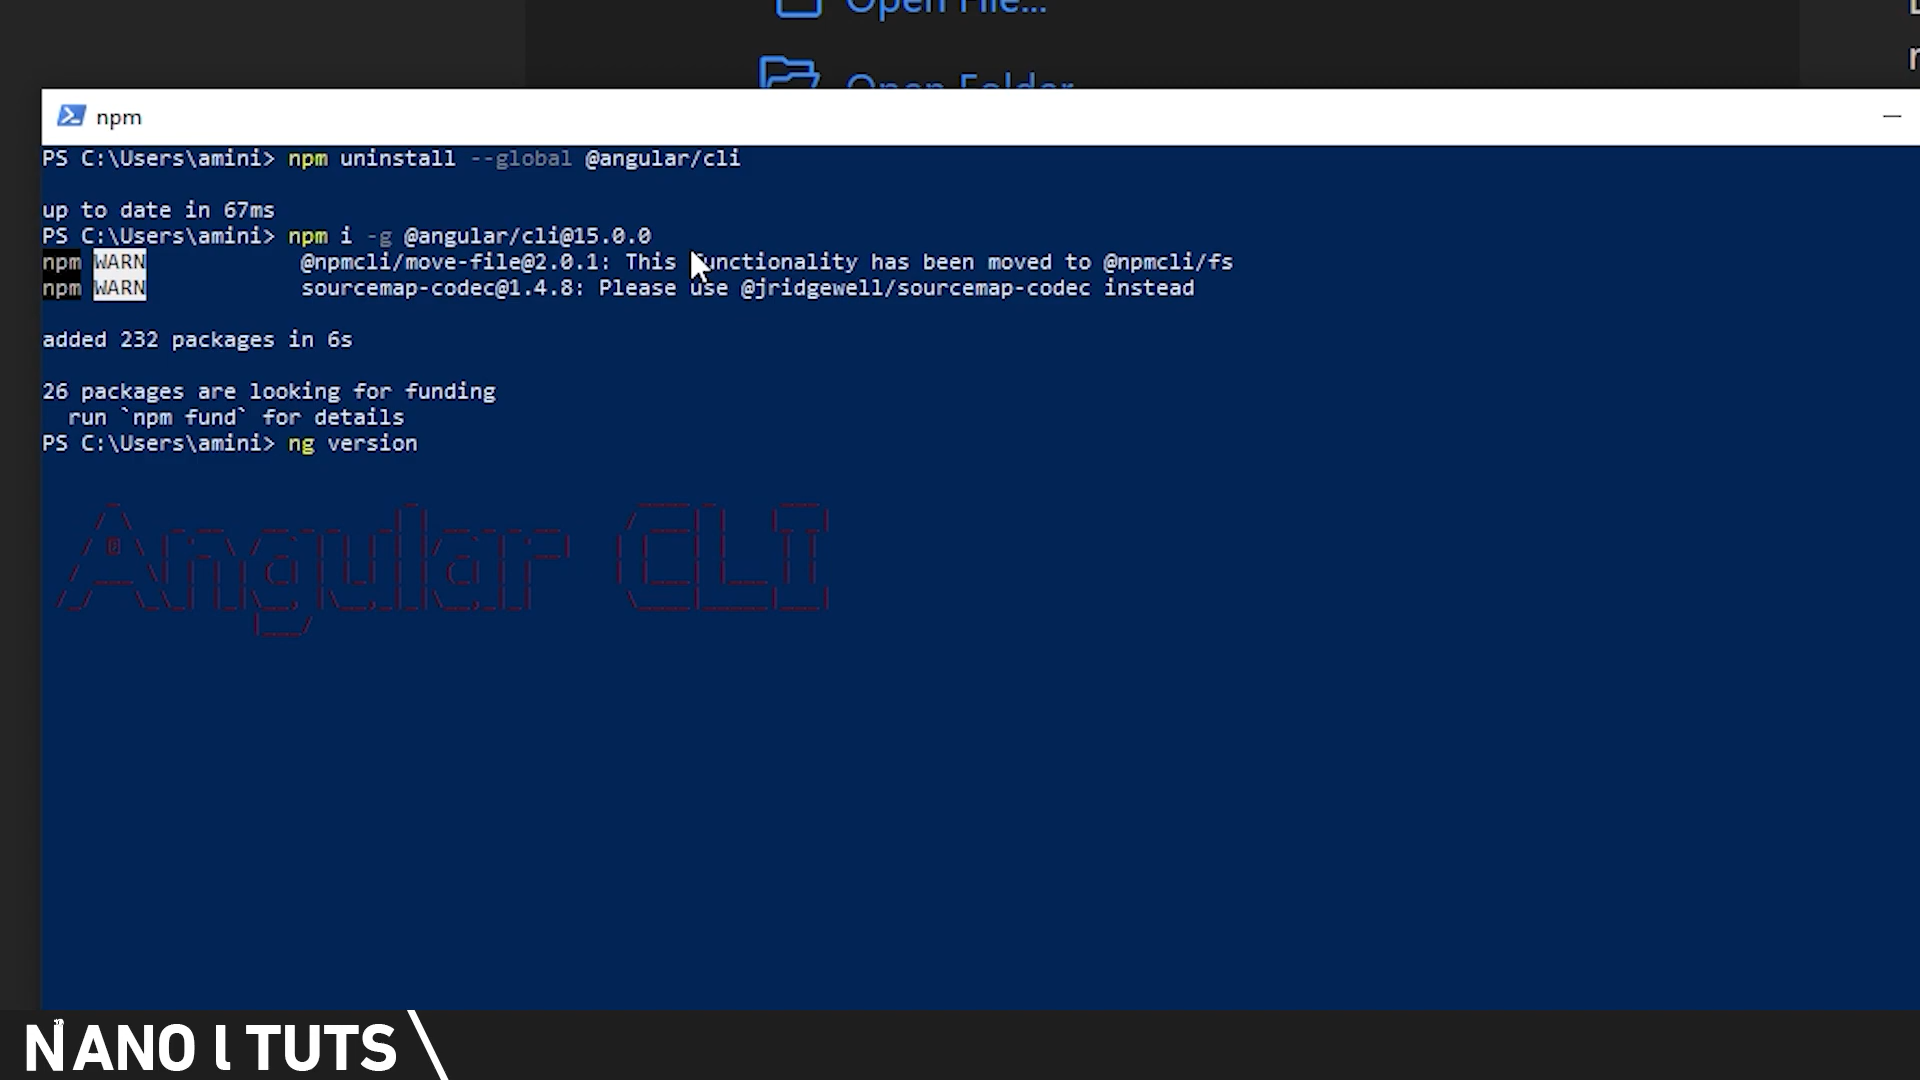 Open File...
Open Folder
npm
PS C:\Users\amini> npm uninstall --global @angular/cli
up to date in 67ms
PS C:\Users\amini> npm i -g @angular/cli@15.0.0
npm WARN @npmcli/move-file@2.0.1: This functionality has been moved to @npmcli/fs
npm WARN sourcemap-codec@1.4.8: Please use @jridgewell/sourcemap-codec instead
added 232 packages in 6s
26 packages are looking for funding
run `npm fund` for details
PS C:\Users\amini> ng version
Angular CLI
NANO l TUTS